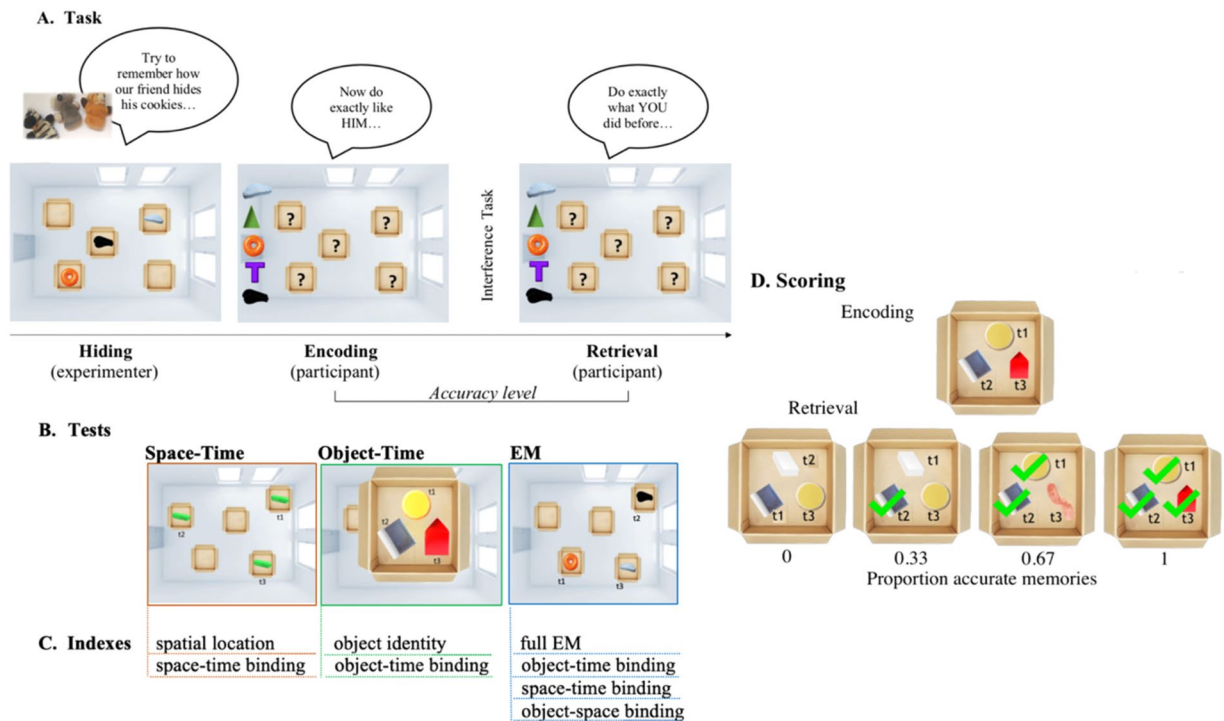 A. Task
Try to
remember how
our friend hides
his cookies…
Now do
exactly like
HIM…
Do exactly
what YOU
did before…
? ? ? ? ?
T
Interference Task
? ? ? ? ?
T
Hiding
(experimenter)
Encoding
(participant)
Retrieval
(participant)
Accuracy level
B. Tests
Space-Time
t1
t2
t3
Object-Time
t1
t2
t3
EM
t2
t1
t3
C. Indexes
spatial location
space-time binding
object identity
object-time binding
full EM
object-time binding
space-time binding
object-space binding
D. Scoring
Encoding
t1
t2
t3
Retrieval
t2
t1
t3
t1
t2
t3
t1
t2
t3
t1
t2
t3
0 0.33 0.67 1
Proportion accurate memories